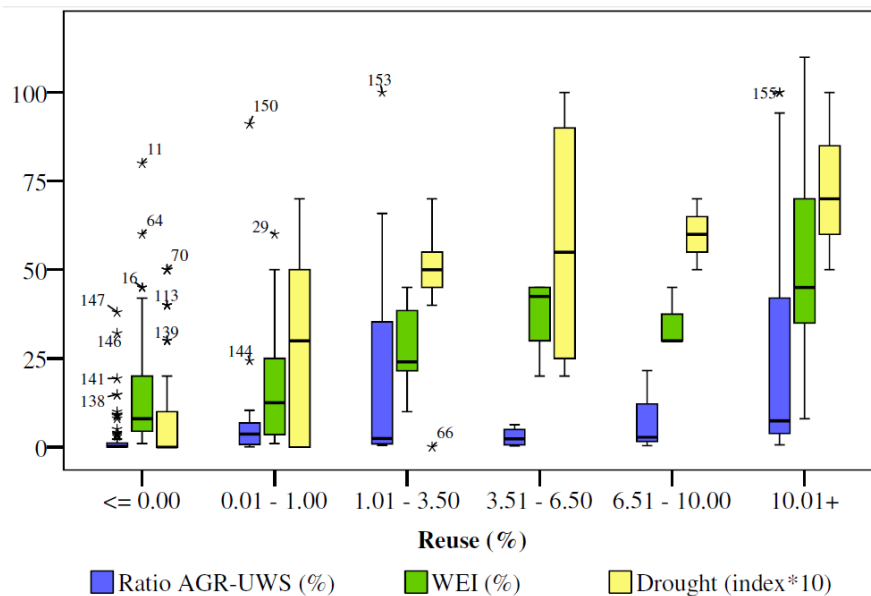 100
75
50
25
0
11
64
16
147
146
141
138
70
113
139
150
29
144
153
66
155
<= 0.00
0.01 - 1.00
1.01 - 3.50
3.51 - 6.50
6.51 - 10.00
10.01+
Reuse (%)
Ratio AGR-UWS (%)
WEI (%)
Drought (index*10)